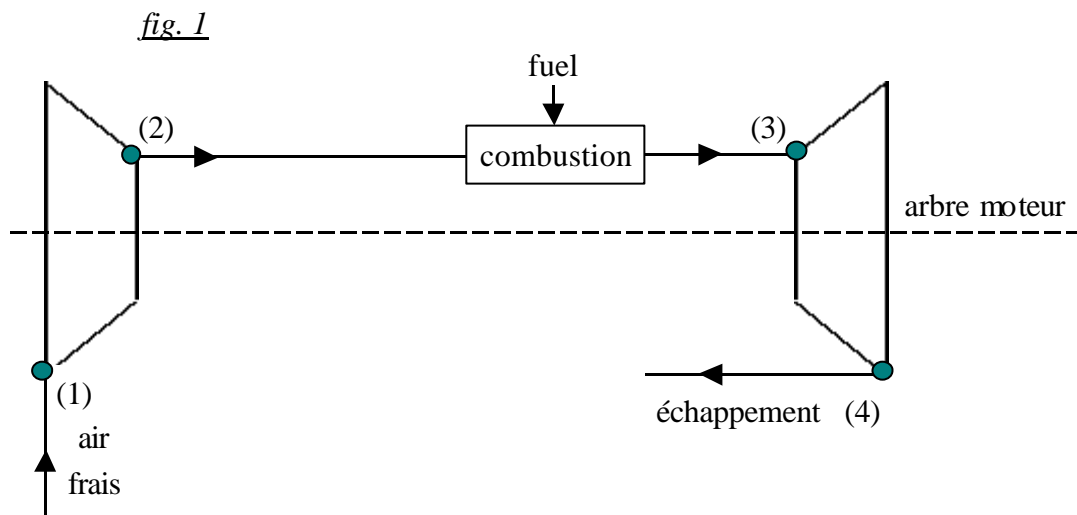 fig. 1
fuel
(2)
combustion
(3)
arbre moteur
(1)
air
frais
échappement (4)